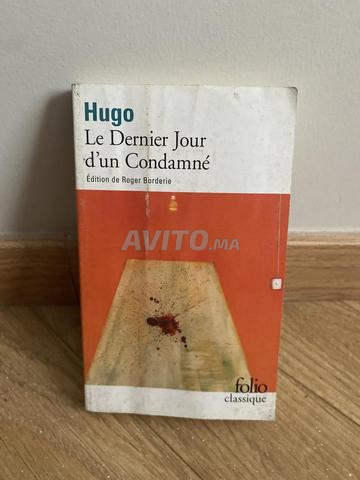 Hugo
Le Dernier Jour
d'un Condamné
Édition de Roger Borderie
AVITO.MA
folio
classique